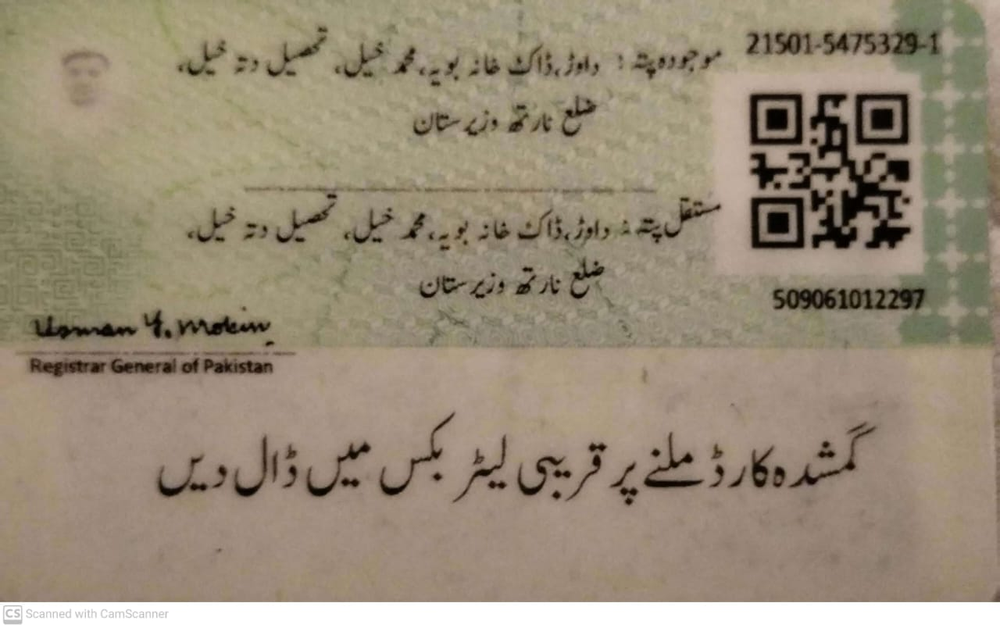 21501-5475329-1
موجودہ پتہ : داوڑ، ڈاک خانہ بویہ، محمد خیل، تحصیل دتہ خیل،
ضلع نارتھ وزیرستان
مستقل پتہ : داوڑ، ڈاک خانہ بویہ، محمد خیل، تحصیل دتہ خیل،
ضلع نارتھ وزیرستان
509061012297
Usman Y. Mobin
Registrar General of Pakistan
گمشدہ کارڈ ملنے پر قریبی لیٹر بکس میں ڈال دیں
CS Scanned with CamScanner